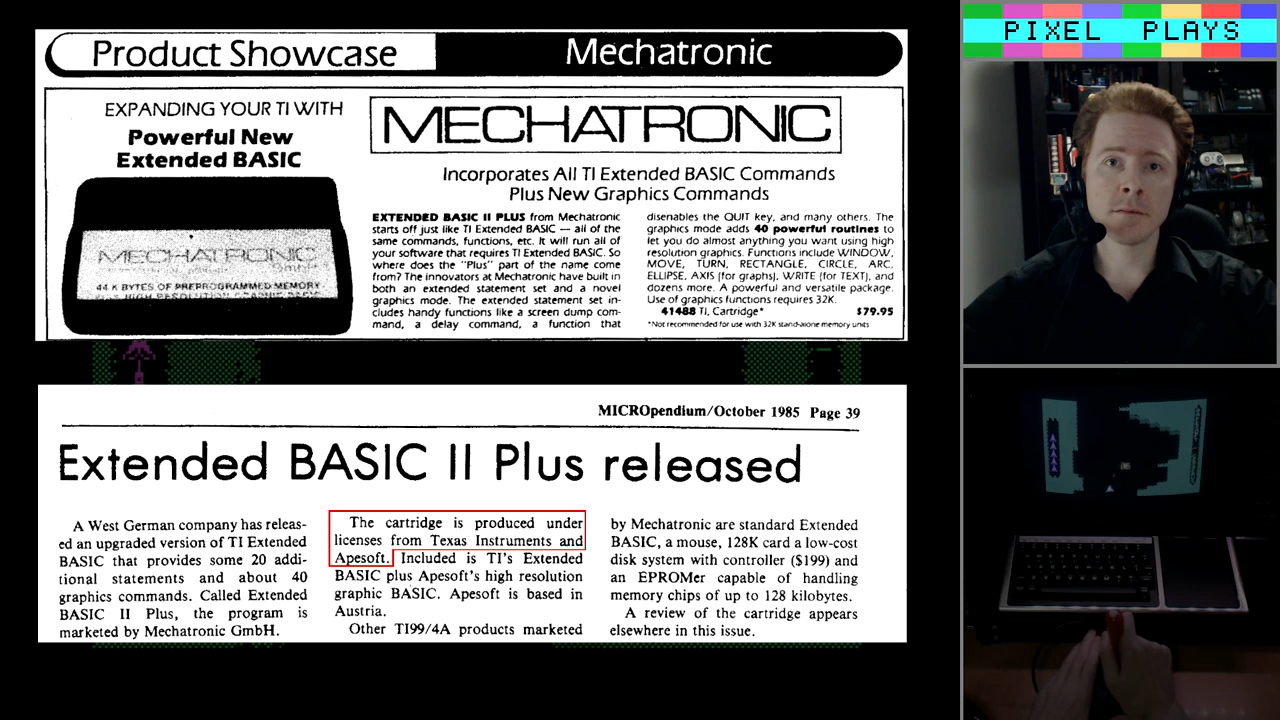 Product Showcase
Mechatronic
EXPANDING YOUR TI WITH
Powerful New
Extended BASIC
MECHATRONIC
GmbH
44 K BYTES OF PREPROGRAMMED MEMORY
HIGH RESOLUTION GRAPHIC BASIC
MECHATRONIC
Incorporates All TI Extended BASIC Commands
Plus New Graphics Commands
EXTENDED BASIC II PLUS from Mechatronic
starts off just like TI Extended BASIC — all of the
same commands, functions, etc. It will run all of
your software that requires TI Extended BASIC. So
where does the "Plus" part of the name come
from? The innovators at Mechatronic have built in
both an extended statement set and a novel
graphics mode. The extended statement set in-
cludes handy functions like a screen dump com-
mand, a delay command, a function that
disenables the QUIT key, and many others. The
graphics mode adds 40 powerful routines to
let you do almost anything you want using high
resolution graphics. Functions include WINDOW,
MOVE, TURN, RECTANGLE, CIRCLE, ARC,
ELLIPSE, AXIS (for graphs), WRITE (for TEXT), and
dozens more. A powerful and versatile package.
Use of graphics functions requires 32K.
41488 TI, Cartridge* $79.95
*Not recommended for use with 32K stand-alone memory units
MICROpendium/October 1985 Page 39
Extended BASIC II Plus released
A West German company has releas-
ed an upgraded version of TI Extended
BASIC that provides some 20 addi-
tional statements and about 40
graphics commands. Called Extended
BASIC II Plus, the program is
marketed by Mechatronic GmbH.
The cartridge is produced under
licenses from Texas Instruments and
Apesoft. Included is TI's Extended
BASIC plus Apesoft's high resolution
graphic BASIC. Apesoft is based in
Austria.
Other TI99/4A products marketed
by Mechatronic are standard Extended
BASIC, a mouse, 128K card a low-cost
disk system with controller ($199) and
an EPROMer capable of handling
memory chips of up to 128 kilobytes.
A review of the cartridge appears
elsewhere in this issue.
PIXEL PLAYS